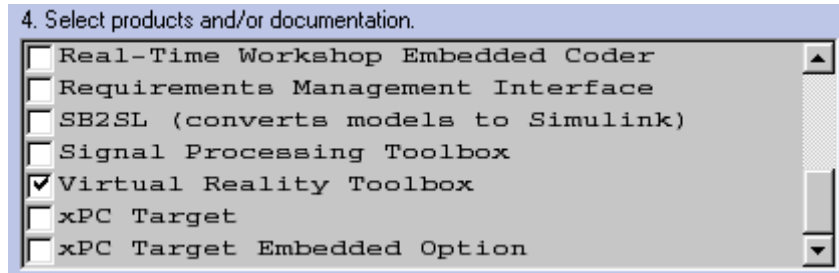 4. Select products and/or documentation.
Real-Time Workshop Embedded Coder
Requirements Management Interface
SB2SL (converts models to Simulink)
Signal Processing Toolbox
Virtual Reality Toolbox
xPC Target
xPC Target Embedded Option